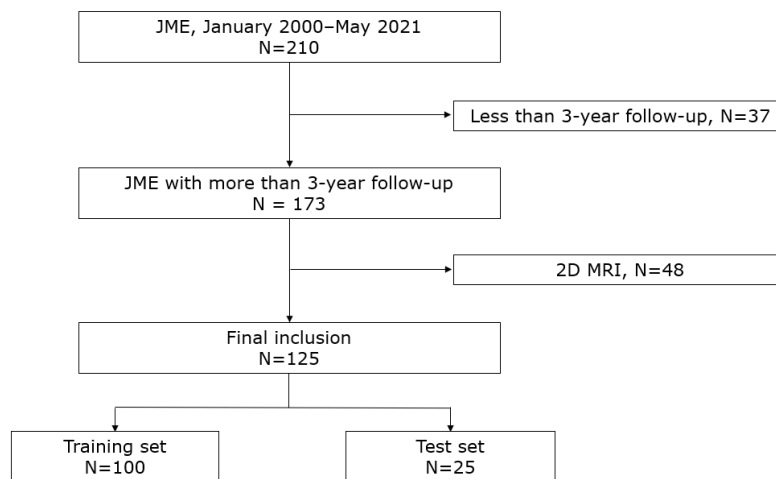 JME, January 2000–May 2021
N=210
Less than 3-year follow-up, N=37
JME with more than 3-year follow-up
N = 173
2D MRI, N=48
Final inclusion
N=125
Training set
N=100
Test set
N=25